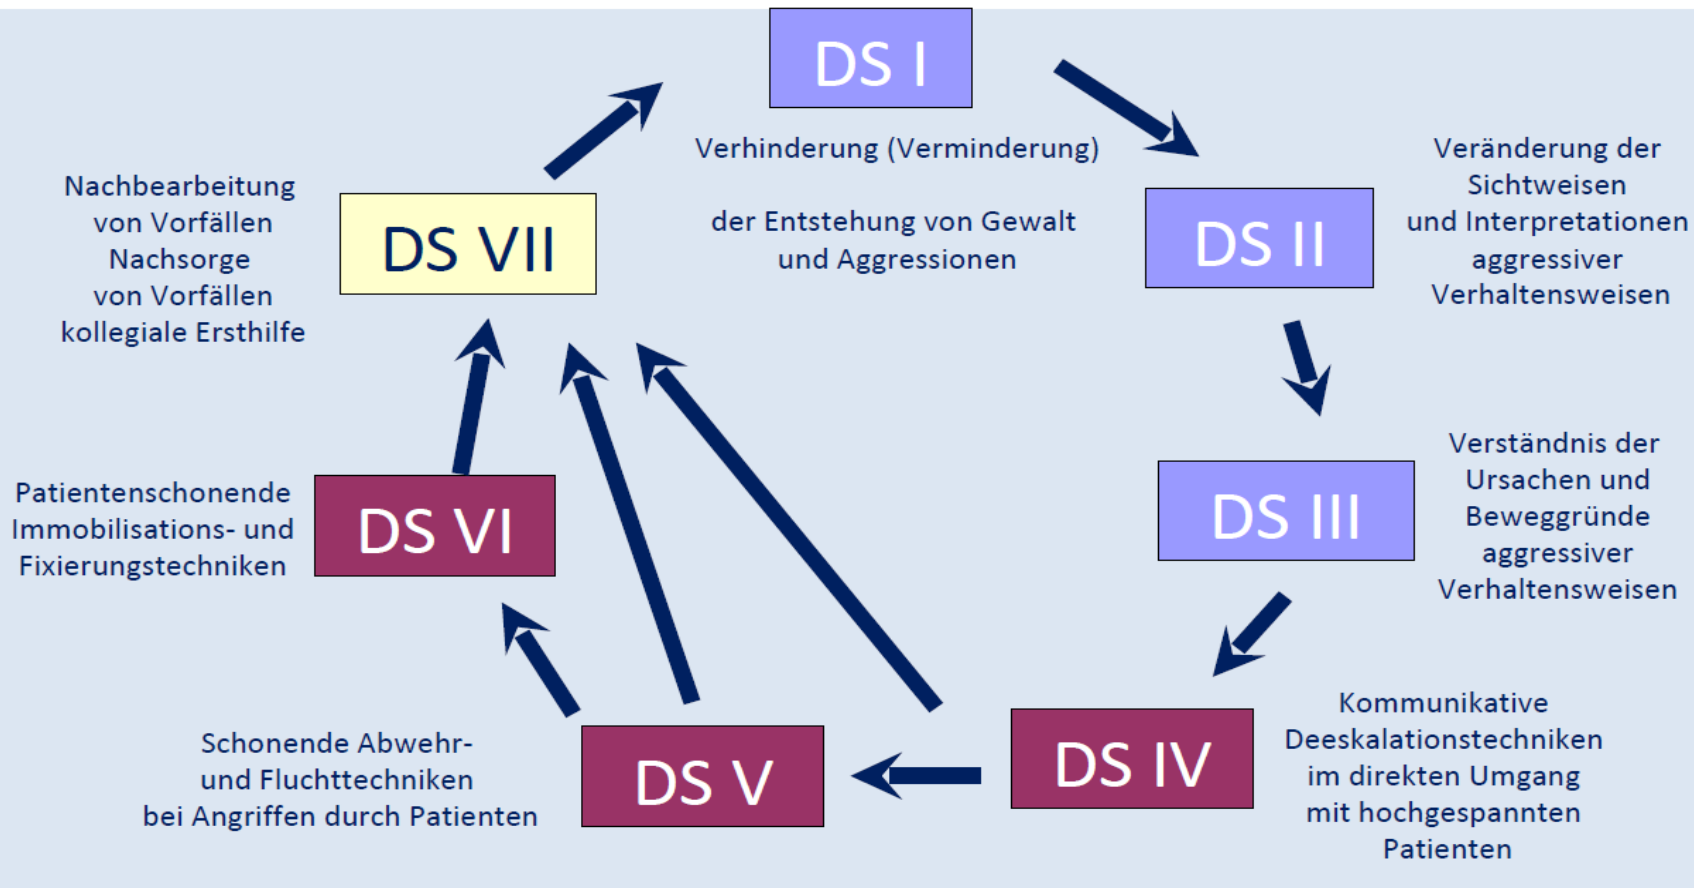 DS I
Verhinderung (Verminderung)
der Entstehung von Gewalt
und Aggressionen
DS II
Veränderung der
Sichtweisen
und Interpretationen
aggressiver
Verhaltensweisen
DS III
Verständnis der
Ursachen und
Beweggründe
aggressiver
Verhaltensweisen
DS IV
Kommunikative
Deeskalationstechniken
im direkten Umgang
mit hochgespannten
Patienten
DS V
Schonende Abwehr-
und Fluchttechniken
bei Angriffen durch Patienten
DS VI
Patientenschonende
Immobilisations- und
Fixierungstechniken
DS VII
Nachbearbeitung
von Vorfällen
Nachsorge
von Vorfällen
kollegiale Ersthilfe